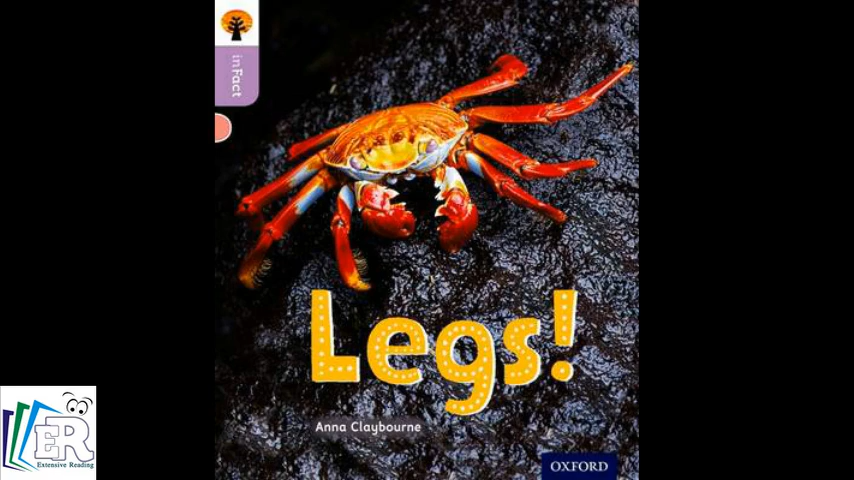 inFact
Legs!
Anna Claybourne
OXFORD
ER
Extensive Reading